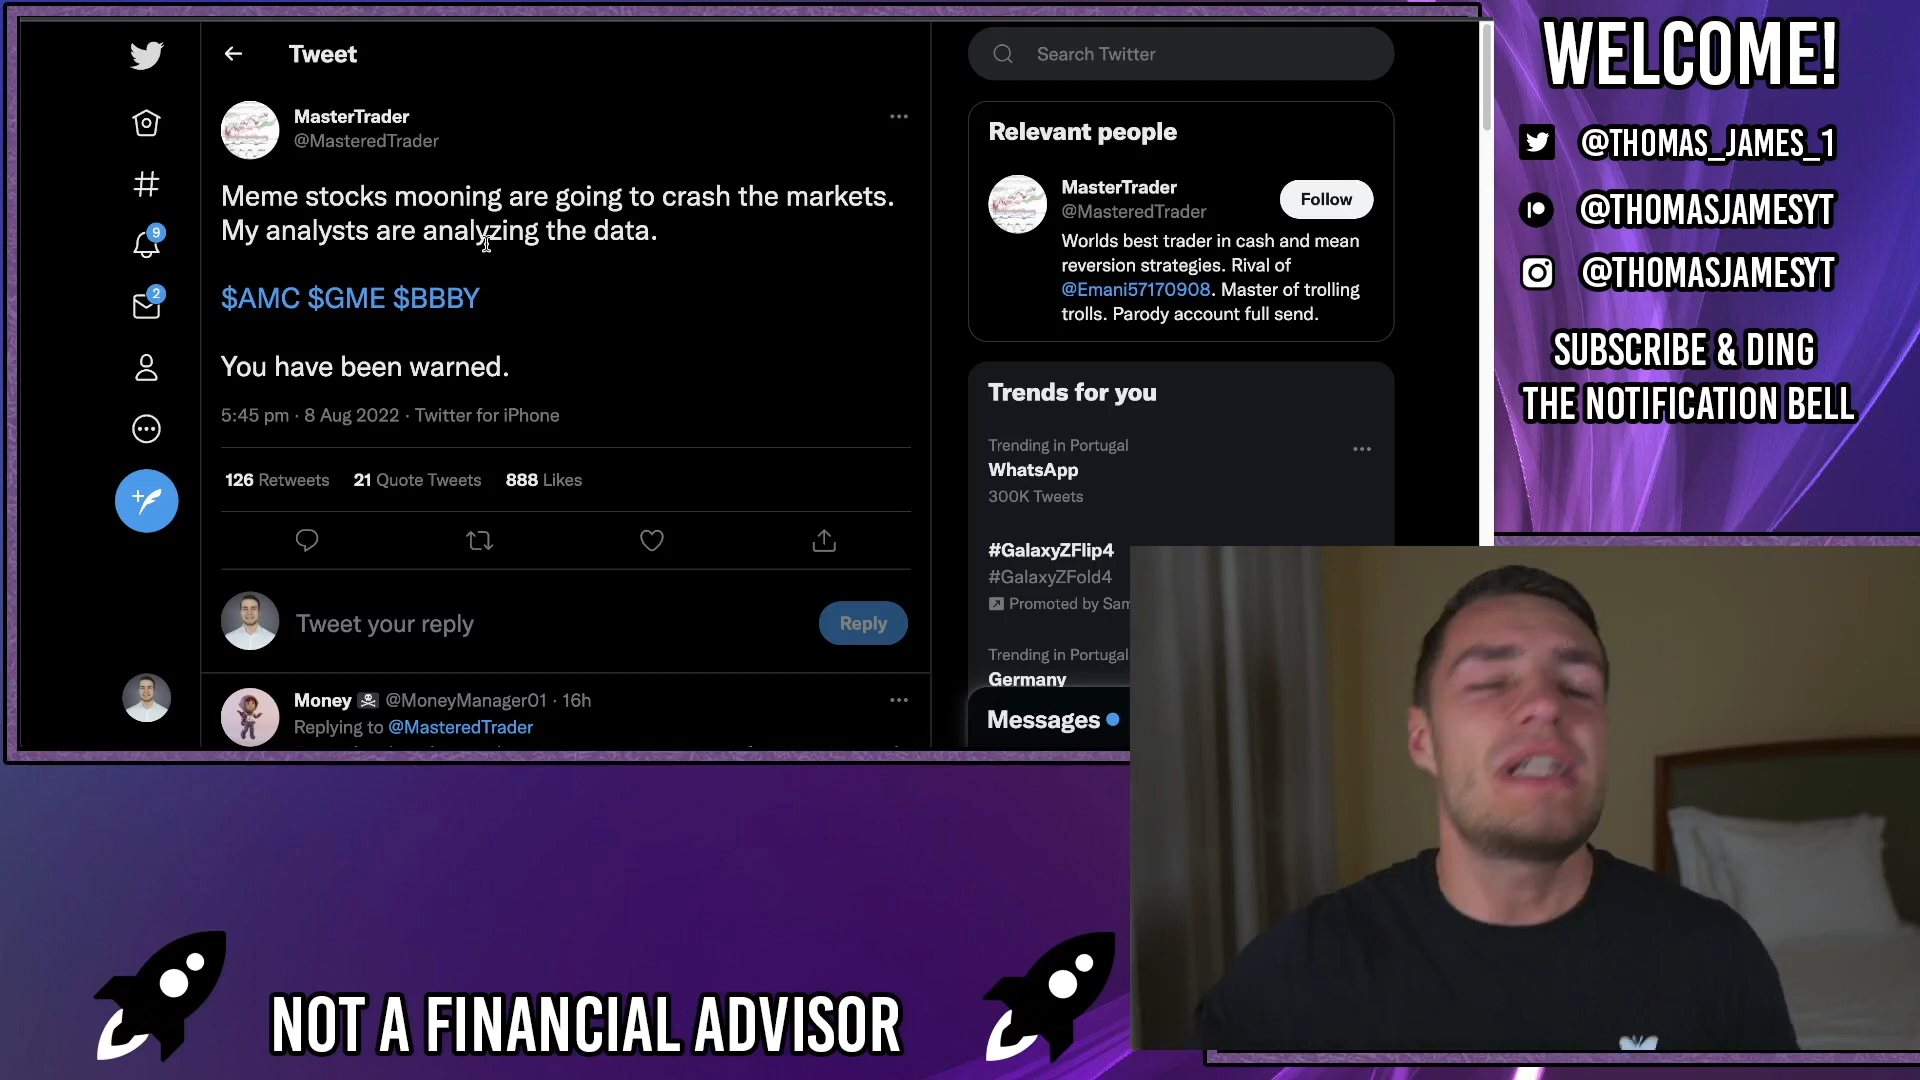 Tweet
MasterTrader
@MasteredTrader
Meme stocks mooning are going to crash the markets.
My analysts are analyzing the data.
$AMC $GME $BBBY
You have been warned.
5:45 pm · 8 Aug 2022 · Twitter for iPhone
126 Retweets 21 Quote Tweets 888 Likes
Tweet your reply
Reply
Money @MoneyManager01 · 16h
Replying to @MasteredTrader
9
2
Search Twitter
Relevant people
MasterTrader
@MasteredTrader
Follow
Worlds best trader in cash and mean
reversion strategies. Rival of
@Emani57170908. Master of trolling
trolls. Parody account full send.
Trends for you
Trending in Portugal
WhatsApp
300K Tweets
#GalaxyZFlip4
#GalaxyZFold4
Promoted by Sam
Trending in Portugal
Germany
Messages
WELCOME!
@THOMAS_JAMES_1
@THOMASJAMESYT
@THOMASJAMESYT
SUBSCRIBE & DING
THE NOTIFICATION BELL
NOT A FINANCIAL ADVISOR